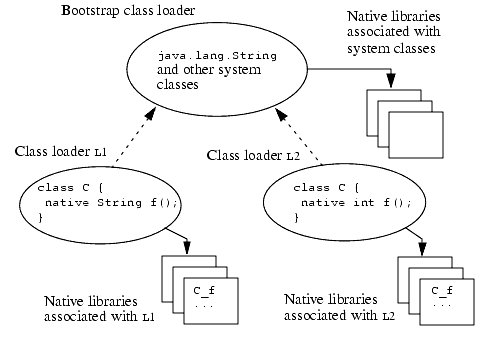 Bootstrap class loader
Native libraries
associated with
system classes
java.lang.String
and other system
classes
Class loader L1
Class loader L2
class C {
native String f();
}
class C {
native int f();
}
C_f
...
C_f
...
Native libraries
associated with L1
Native libraries
associated with L2